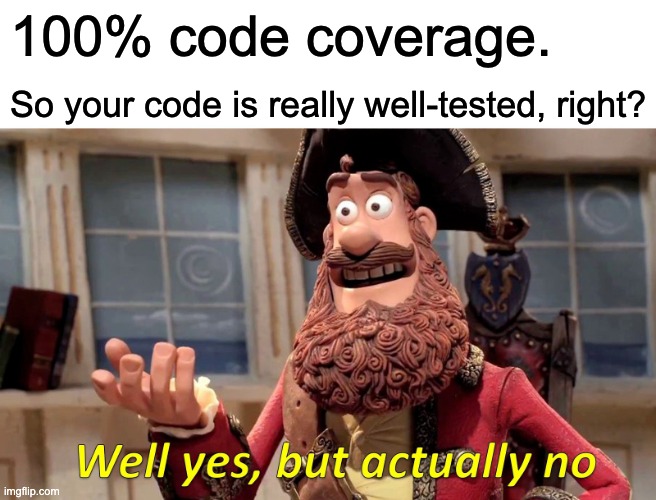 100% code coverage.
So your code is really well-tested, right?
Well yes, but actually no
imgflip.com